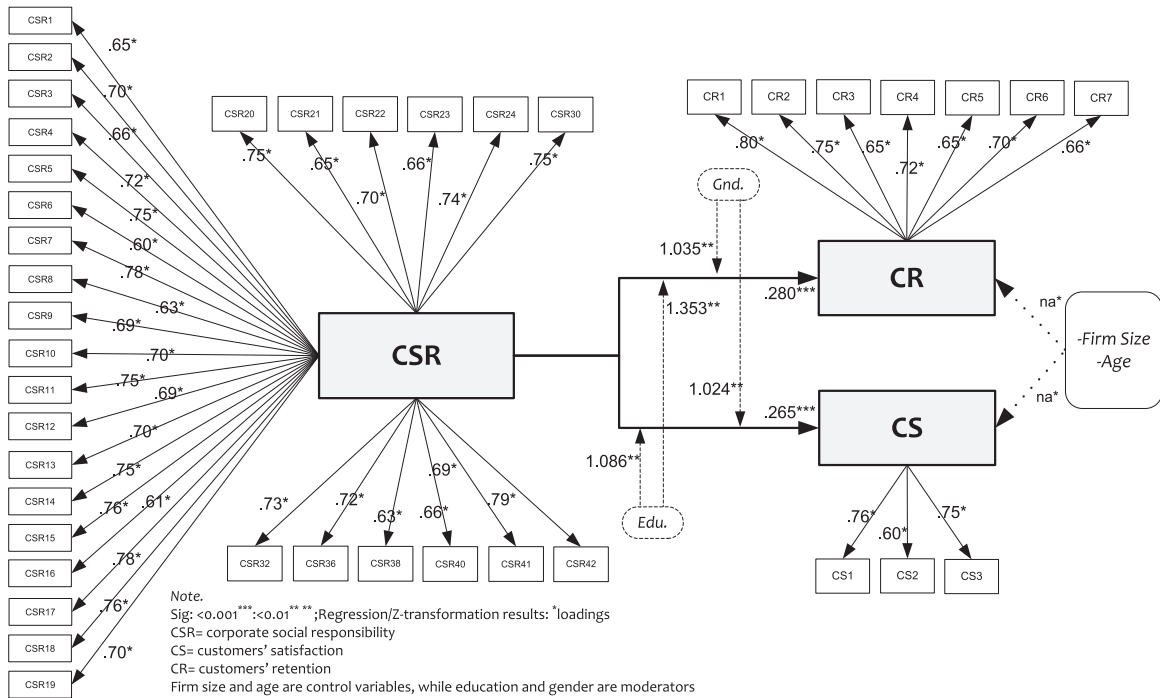 CSR1
.65*
CSR2
.70*
CSR3
.66*
CSR4
.72*
CSR5
.75*
CSR6
.60*
CSR7
.78*
CSR8
.63*
CSR9
.69*
CSR10
.70*
CSR11
.75*
CSR12
.69*
CSR13
.70*
CSR14
.75*
CSR15
.76*
.61*
CSR16
.78*
CSR17
.76*
CSR18
.70*
CSR19
CSR20 CSR21 CSR22 CSR23 CSR24 CSR30
.75* .65* .70* .66* .74* .75*
CSR
.73* .72* .63* .66* .69* .79*
CSR32 CSR36 CSR38 CSR40 CSR41 CSR42
Gnd.
1.035**
1.353**
.280***
1.024**
.265***
1.086**
Edu.
CR1 CR2 CR3 CR4 CR5 CR6 CR7
.80* .75* .65* .72* .65* .70* .66*
CR
na*
-Firm Size
-Age
na*
CS
.76* .60* .75*
CS1 CS2 CS3
Note.
Sig: <0.001***:<0.01** **;Regression/Z-transformation results: *loadings
CSR= corporate social responsibility
CS= customers' satisfaction
CR= customers' retention
Firm size and age are control variables, while education and gender are moderators